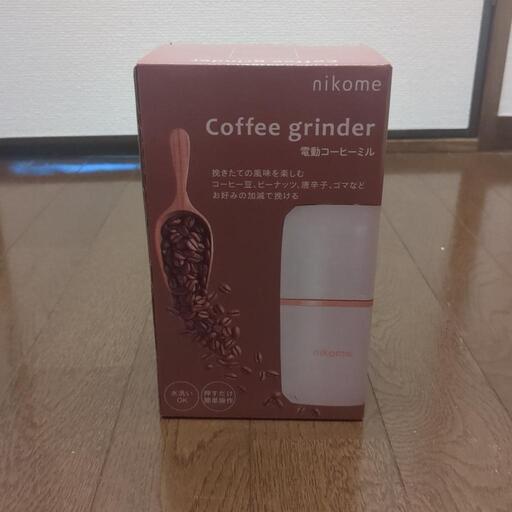 Coffee grinder
nikome
Coffee grinder
電動コーヒーミル
挽きたての風味を楽しむ
コーヒー豆、ピーナッツ、唐辛子、ゴマなど
お好みの加減で挽ける
nikome
水洗い
OK
押すだけ
簡単操作